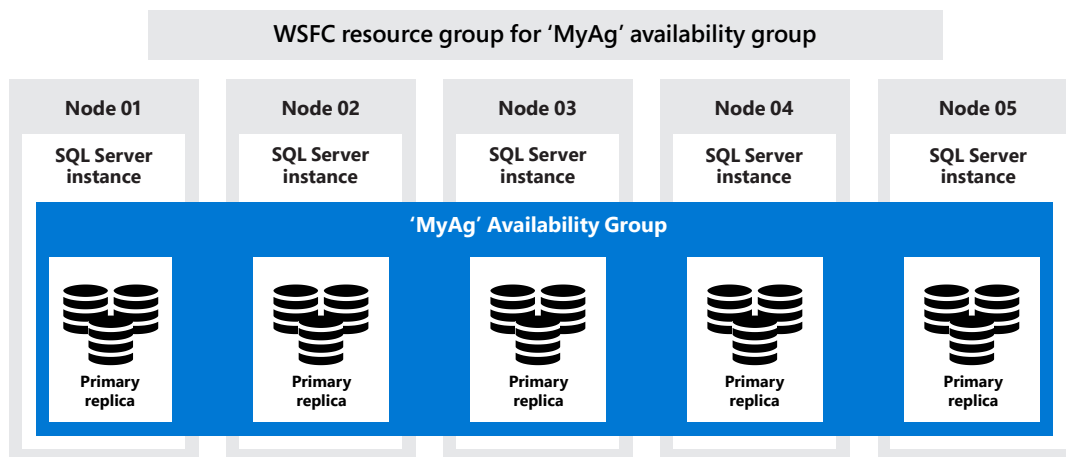 WSFC resource group for ‘MyAg’ availability group
Node 01
SQL Server
instance
Node 02
SQL Server
instance
Node 03
SQL Server
instance
Node 04
SQL Server
instance
Node 05
SQL Server
instance
‘MyAg’ Availability Group
Primary
replica
Primary
replica
Primary
replica
Primary
replica
Primary
replica